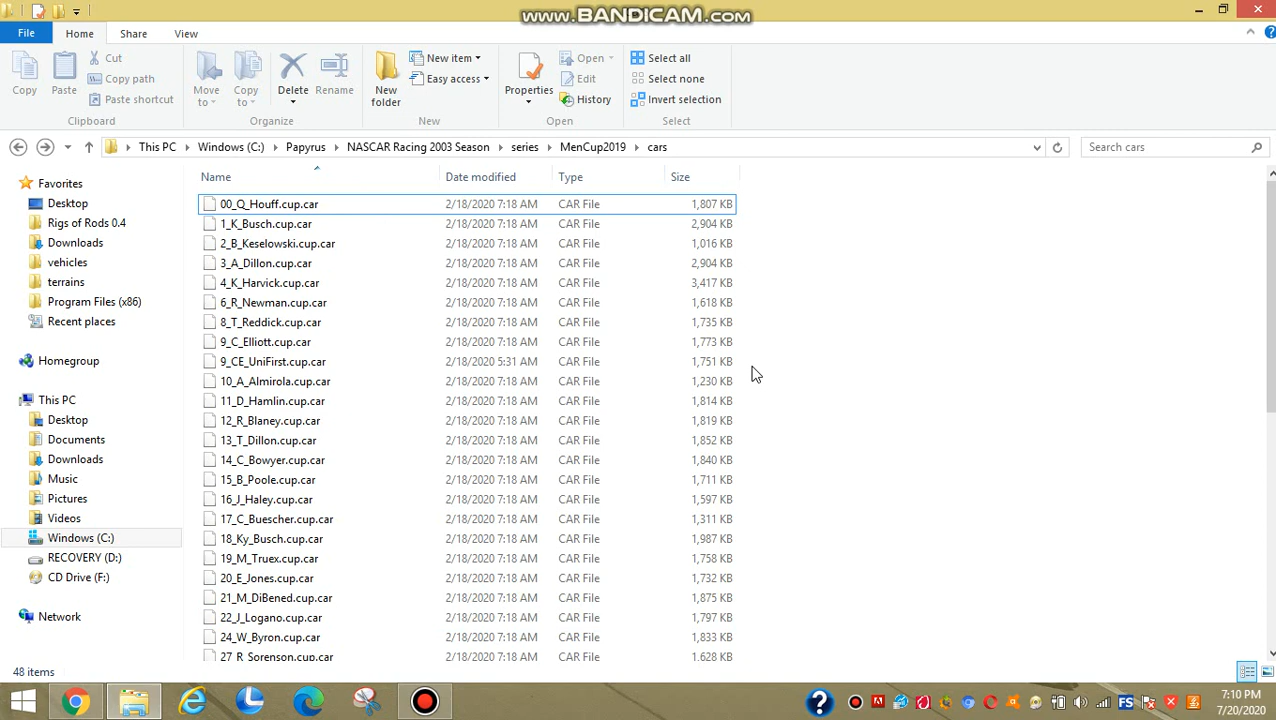 www.BANDICAM.com
File Home Share View
Copy
Paste
Cut
Copy path
Paste shortcut
Clipboard
Move to
Copy to
Delete
Rename
Organize
New folder
New item
Easy access
New
Properties
Open
Edit
History
Open
Select all
Select none
Invert selection
Select
This PC Windows (C:) Papyrus NASCAR Racing 2003 Season series MenCup2019 cars
Search cars
Favorites
Desktop
Rigs of Rods 0.4
Downloads
vehicles
terrains
Program Files (x86)
Recent places
Homegroup
This PC
Desktop
Documents
Downloads
Music
Pictures
Videos
Windows (C:)
RECOVERY (D:)
CD Drive (F:)
Network
Name Date modified Type Size
00_Q_Houff.cup.car 2/18/2020 7:18 AM CAR File 1,807 KB
1_K_Busch.cup.car 2/18/2020 7:18 AM CAR File 2,904 KB
2_B_Keselowski.cup.car 2/18/2020 7:18 AM CAR File 1,016 KB
3_A_Dillon.cup.car 2/18/2020 7:18 AM CAR File 2,904 KB
4_K_Harvick.cup.car 2/18/2020 7:18 AM CAR File 3,417 KB
6_R_Newman.cup.car 2/18/2020 7:18 AM CAR File 1,618 KB
8_T_Reddick.cup.car 2/18/2020 7:18 AM CAR File 1,735 KB
9_C_Elliott.cup.car 2/18/2020 7:18 AM CAR File 1,773 KB
9_CE_UniFirst.cup.car 2/18/2020 5:31 AM CAR File 1,751 KB
10_A_Almirola.cup.car 2/18/2020 7:18 AM CAR File 1,230 KB
11_D_Hamlin.cup.car 2/18/2020 7:18 AM CAR File 1,814 KB
12_R_Blaney.cup.car 2/18/2020 7:18 AM CAR File 1,819 KB
13_T_Dillon.cup.car 2/18/2020 7:18 AM CAR File 1,852 KB
14_C_Bowyer.cup.car 2/18/2020 7:18 AM CAR File 1,840 KB
15_B_Poole.cup.car 2/18/2020 7:18 AM CAR File 1,711 KB
16_J_Haley.cup.car 2/18/2020 7:18 AM CAR File 1,597 KB
17_C_Buescher.cup.car 2/18/2020 7:18 AM CAR File 1,311 KB
18_Ky_Busch.cup.car 2/18/2020 7:18 AM CAR File 1,987 KB
19_M_Truex.cup.car 2/18/2020 7:18 AM CAR File 1,758 KB
20_E_Jones.cup.car 2/18/2020 7:18 AM CAR File 1,732 KB
21_M_DiBened.cup.car 2/18/2020 7:18 AM CAR File 1,875 KB
22_J_Logano.cup.car 2/18/2020 7:18 AM CAR File 1,797 KB
24_W_Byron.cup.car 2/18/2020 7:18 AM CAR File 1,833 KB
27_R_Sorenson.cup.car 2/18/2020 7:18 AM CAR File 1,628 KB
48 items
FS
7:10 PM
7/20/2020